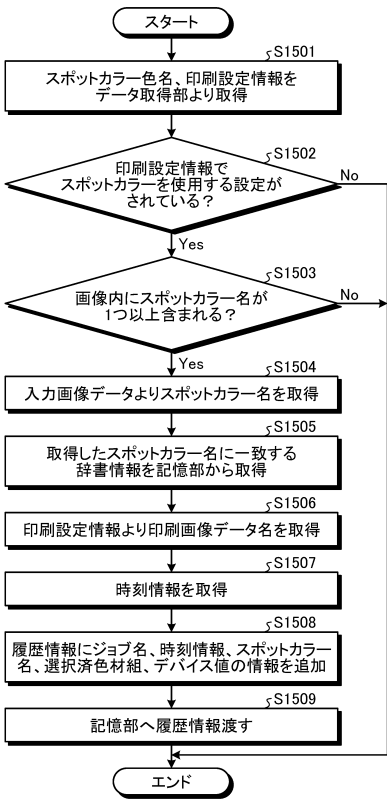 スタート
S1501
スポットカラー色名、印刷設定情報を
データ取得部より取得
S1502
印刷設定情報で
スポットカラーを使用する設定が
されている？
No
Yes
S1503
画像内にスポットカラー名が
1つ以上含まれる？
No
Yes
S1504
入力画像データよりスポットカラー名を取得
S1505
取得したスポットカラー名に一致する
辞書情報を記憶部から取得
S1506
印刷設定情報より印刷画像データ名を取得
S1507
時刻情報を取得
S1508
履歴情報にジョブ名、時刻情報、スポットカラー
名、選択済色材組、デバイス値の情報を追加
S1509
記憶部へ履歴情報渡す
エンド